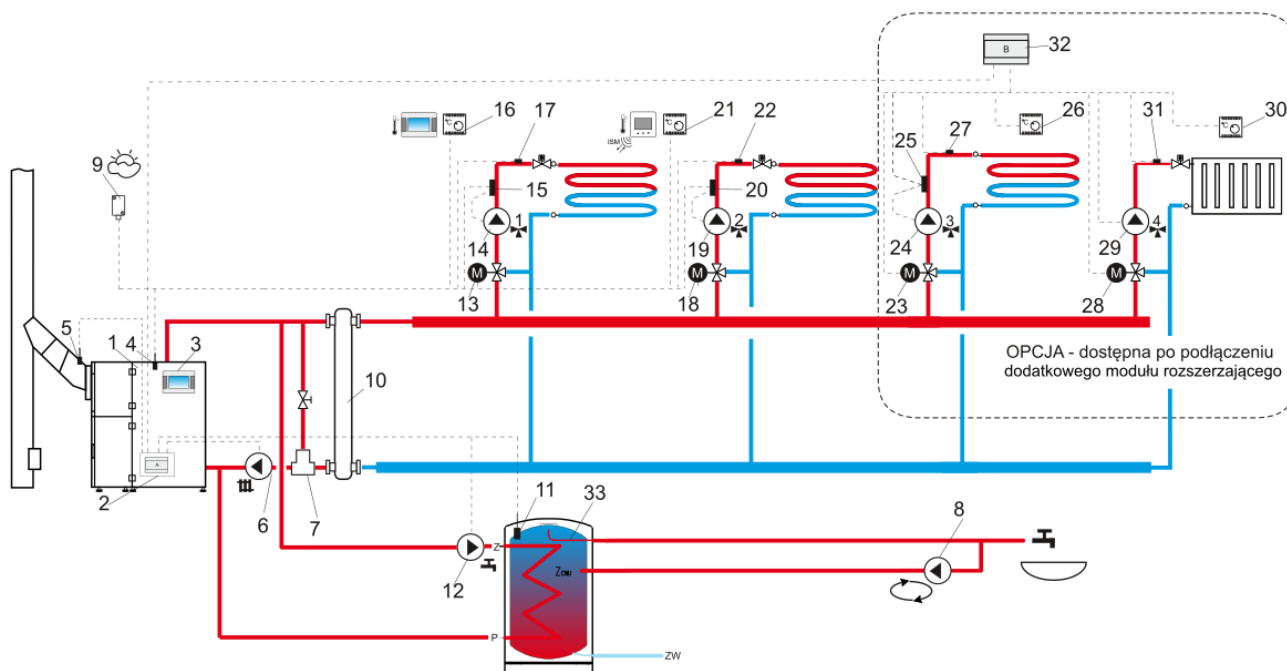 32
B
9
16
°C
17
21
°C
ISM
22
26
°C
27
31
30
°C
25
15
20
1
2
3
4
14
19
24
29
M
M
M
M
13
18
23
28
5
1
4
3
10
OPCJA - dostępna po podłączeniu
dodatkowego modułu rozszerzającego
A
2
6
7
11
33
8
Z
12
ZCWU
P
ZW